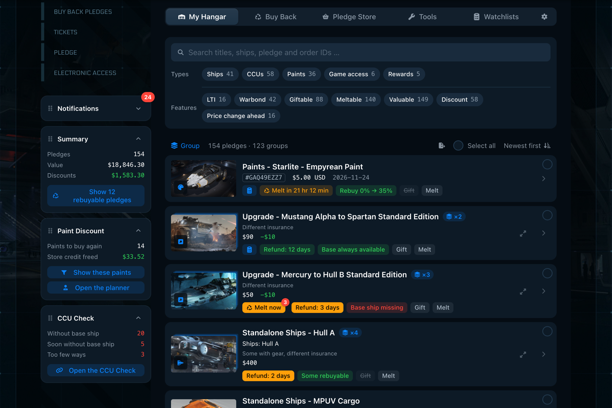 BUY BACK PLEDGES
TICKETS
PLEDGE
ELECTRONIC ACCESS
Notifications
24
Summary
Pledges 154
Value $18,846.30
Discounts $1,583.30
Show 12
rebuyable pledges
Paint Discount
Paints to buy again 14
Store credit freed $33.52
Show these paints
Open the planner
CCU Check
Without base ship 20
Soon without base ship 5
Too few ways 3
Open the CCU Check
My Hangar
Buy Back
Pledge Store
Tools
Watchlists
Search titles, ships, pledge and order IDs ...
Types
Ships 41
CCUs 58
Paints 36
Game access 6
Rewards 5
Features
LTI 16
Warbond 42
Giftable 88
Meltable 140
Valuable 149
Discount 58
Price change ahead 16
Group
154 pledges · 123 groups
Select all
Newest first
Paints - Starlite - Empyrean Paint
#GAQ49EZZ7 $5.00 USD 2026-11-24
Melt in 21 hr 12 min
Rebuy 0% → 35%
Gift
Melt
Upgrade - Mustang Alpha to Spartan Standard Edition
×2
Different insurance
$90 −$10
Refund: 12 days
Base always available
Gift
Melt
Upgrade - Mercury to Hull B Standard Edition
×3
Different insurance
$50 −$10
Melt now
3
Refund: 3 days
Base ship missing
Gift
Melt
Standalone Ships - Hull A
×4
Ships: Hull A
Some with gear, different insurance
$400
Refund: 2 days
Some rebuyable
Gift
Melt
Standalone Ships - MPUV Cargo